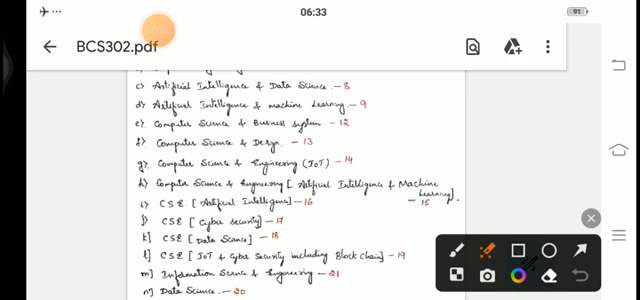 06:33
91
BCS302.pdf
c) Artificial Intelligence & Data Science. - 8
d) Artificial Intelligence & machine Learning - 9
e) Computer Science & Business system. - 12
f) Computer Science & Design. - 13
g) Computer Science & Engineering (IoT) - 14
h) Computer Science & Engineering [Artificial Intelligence & Machine
Learning]. - 15
i) CSE [Artificial Intelligence] - 16
j) CSE [Cyber security] - 17
k] CSE [Data Science] - 18
l] CSE [IoT & Cyber Security including Block chain] - 19
m] Information Science & Engineering - 21
n] Data Science. - 20